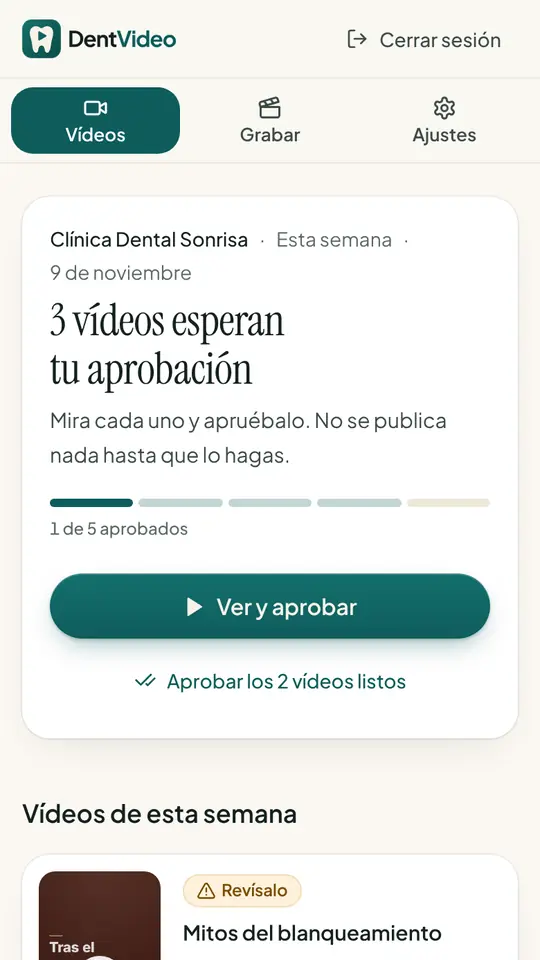 DentVideo
Cerrar sesión
Vídeos
Grabar
Ajustes
Clínica Dental Sonrisa · Esta semana ·
9 de noviembre
3 vídeos esperan
tu aprobación
Mira cada uno y apruébalo. No se publica
nada hasta que lo hagas.
1 de 5 aprobados
Ver y aprobar
Aprobar los 2 vídeos listos
Vídeos de esta semana
Revísalo
Tras el
Mitos del blanqueamiento